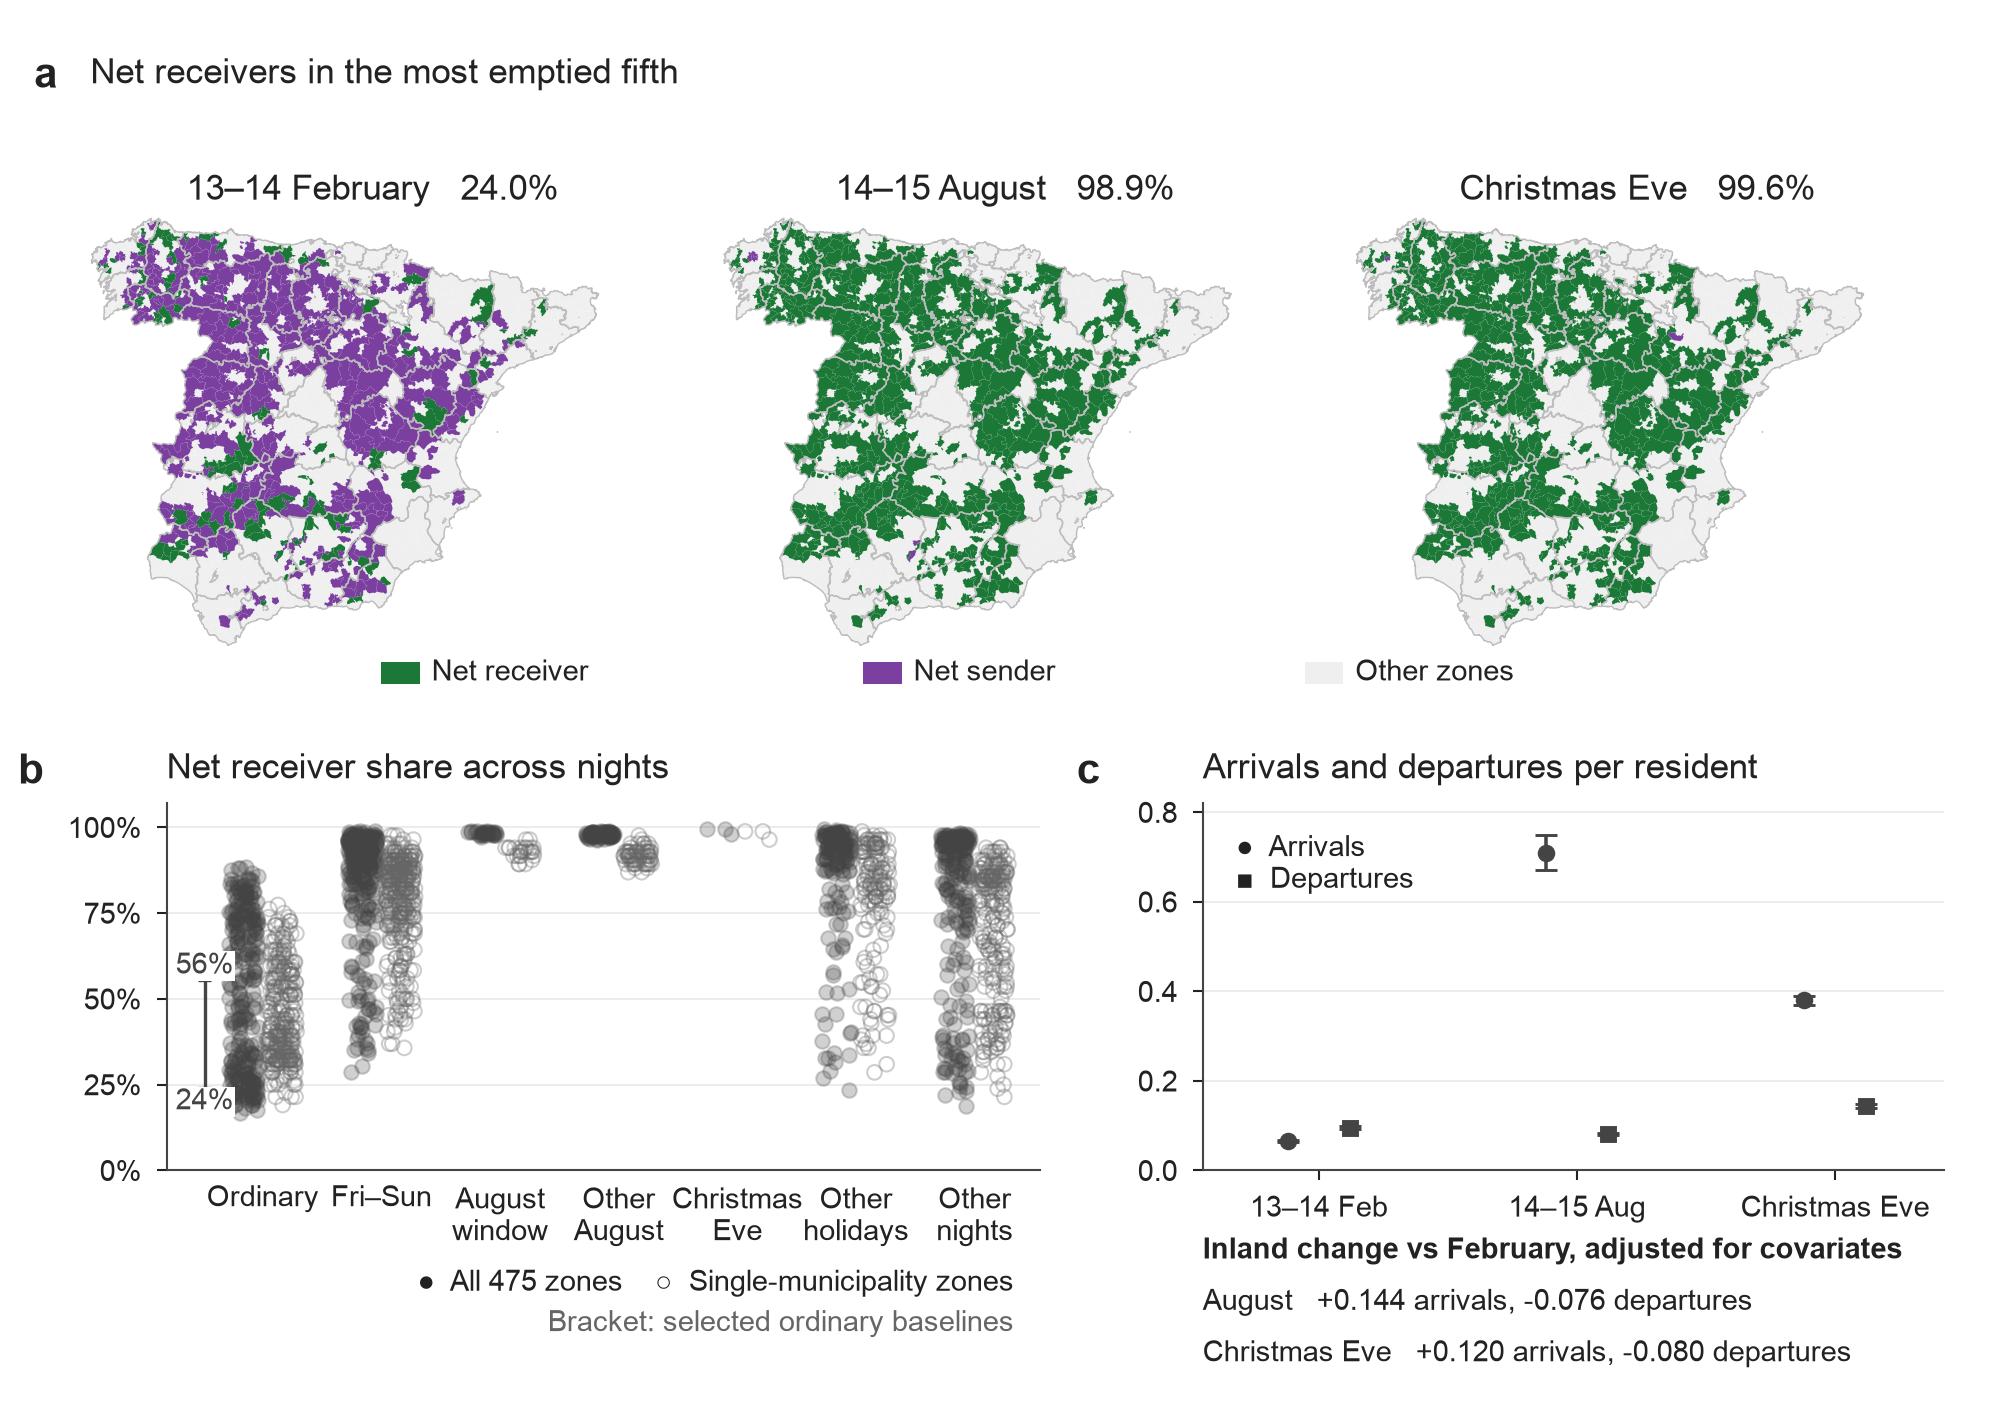 a Net receivers in the most emptied fifth
13–14 February 24.0%
14–15 August 98.9%
Christmas Eve 99.6%
Net receiver
Net sender
Other zones
b Net receiver share across nights
100%
75%
50%
25%
0%
56%
24%
Ordinary
Fri–Sun
August
window
Other
August
Christmas
Eve
Other
holidays
Other
nights
All 475 zones
Single-municipality zones
Bracket: selected ordinary baselines
c Arrivals and departures per resident
0.8
0.6
0.4
0.2
0.0
Arrivals
Departures
13–14 Feb
14–15 Aug
Christmas Eve
Inland change vs February, adjusted for covariates
August +0.144 arrivals, -0.076 departures
Christmas Eve +0.120 arrivals, -0.080 departures